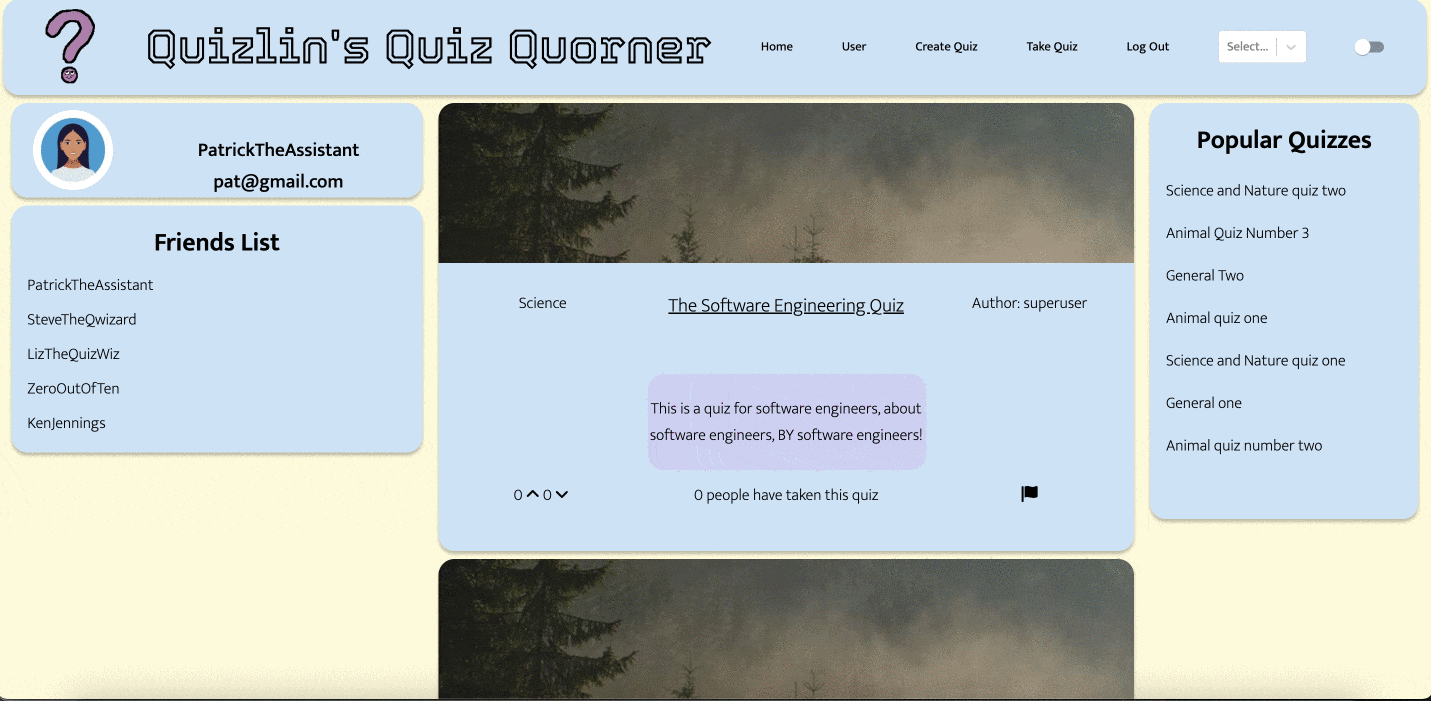 Quizlin's Quiz Quorner
Home
User
Create Quiz
Take Quiz
Log Out
Select...
PatrickTheAssistant
pat@gmail.com
Friends List
PatrickTheAssistant
SteveTheQwizard
LizTheQuizWiz
ZeroOutOfTen
KenJennings
Science
The Software Engineering Quiz
Author: superuser
This is a quiz for software engineers, about
software engineers, BY software engineers!
0 0
0 people have taken this quiz
Popular Quizzes
Science and Nature quiz two
Animal Quiz Number 3
General Two
Animal quiz one
Science and Nature quiz one
General one
Animal quiz number two